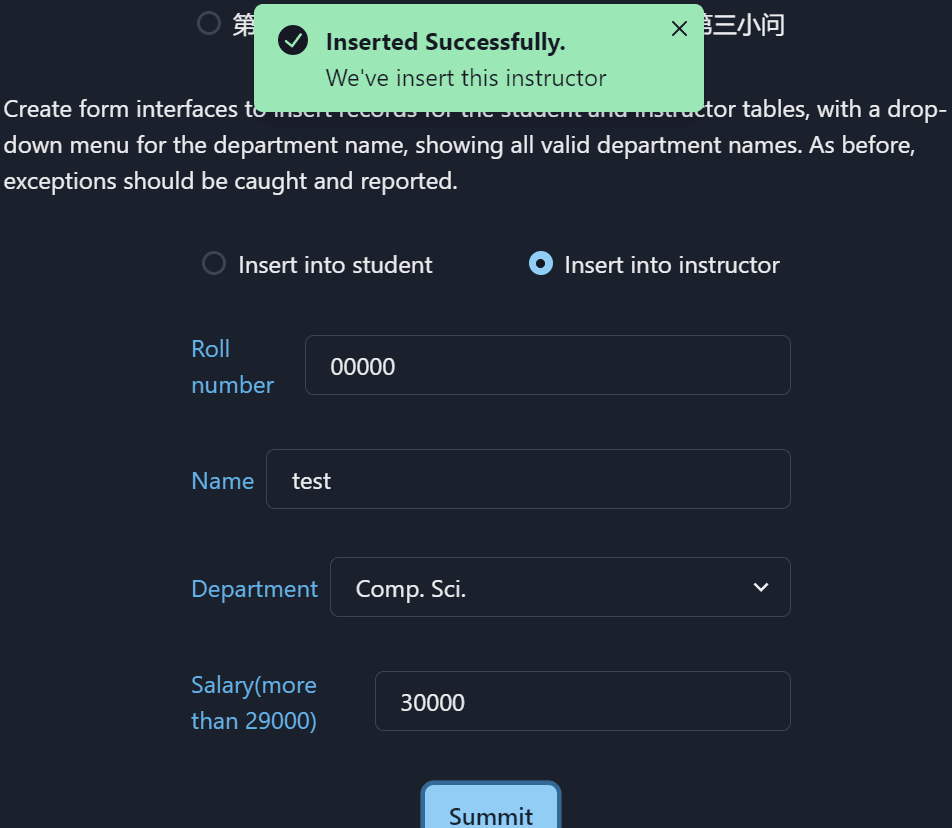 第
第三小问
Inserted Successfully.
We've insert this instructor
Create form interfaces to insert records for the student and instructor tables, with a drop-
down menu for the department name, showing all valid department names. As before,
exceptions should be caught and reported.
Insert into student
Insert into instructor
Roll
number
00000
Name
test
Department
Comp. Sci.
Salary(more
than 29000)
30000
Summit